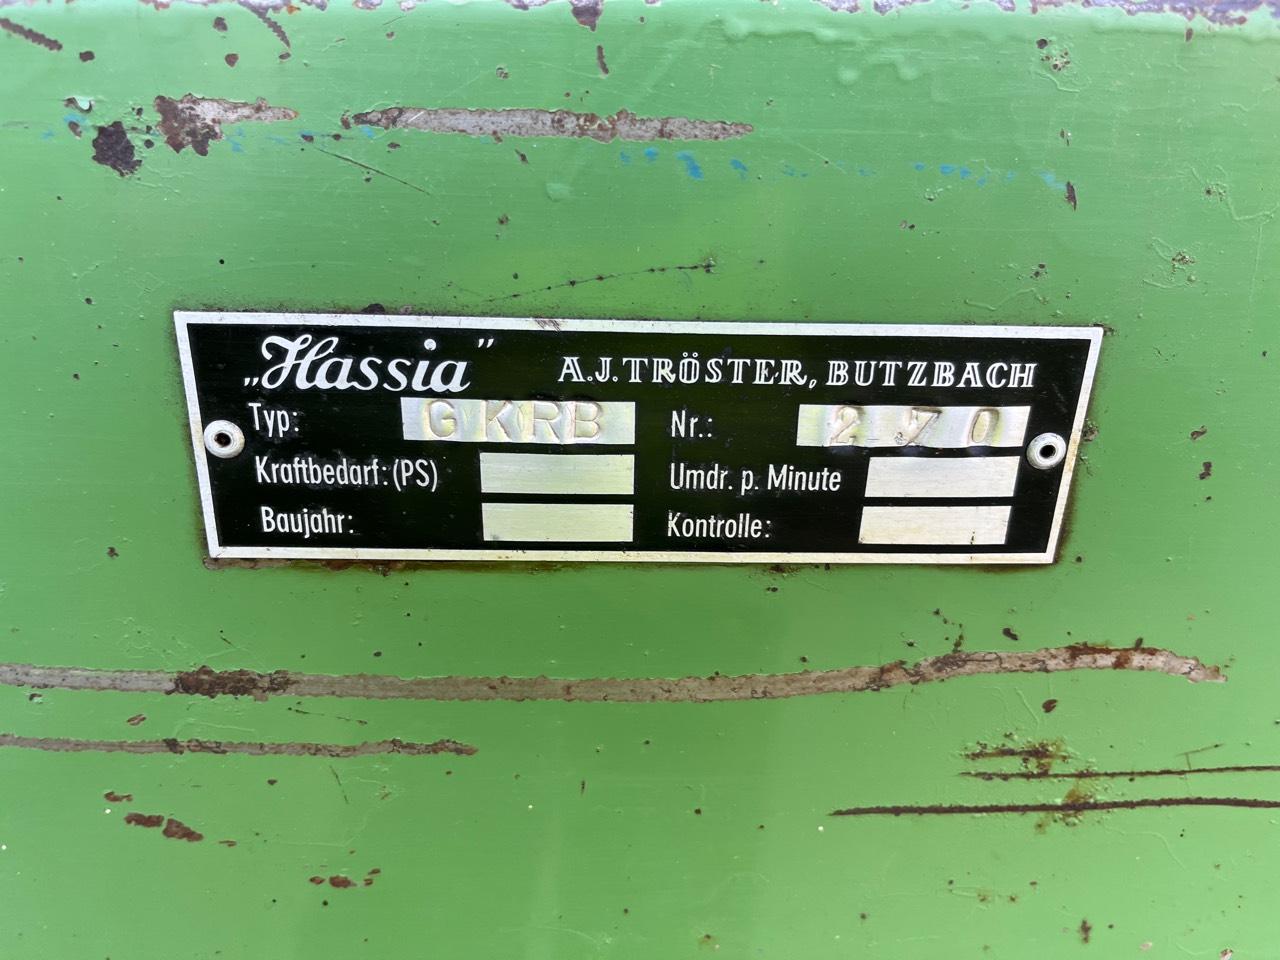 „Hassia” A.J. TRÖSTER, BUTZBACH
Typ: GKRB Nr.: 270
Kraftbedarf: (PS) Umdr. p. Minute
Baujahr: Kontrolle: